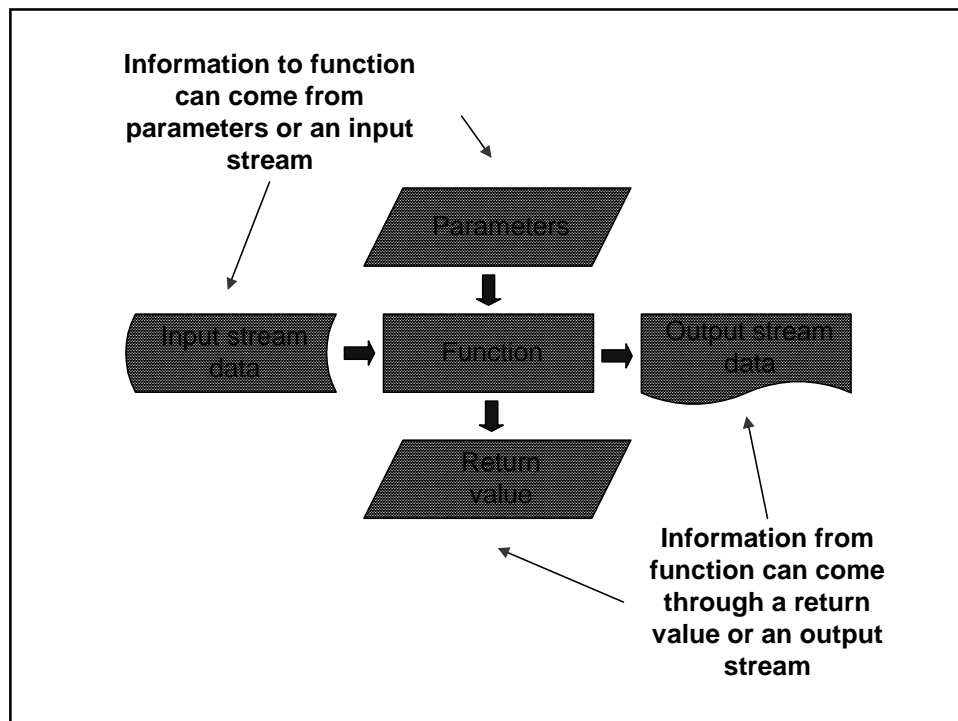 Information to function
can come from
parameters or an input
stream
Parameters
Input stream
data
Function
Output stream
data
Return
value
Information from
function can come
through a return
value or an output
stream